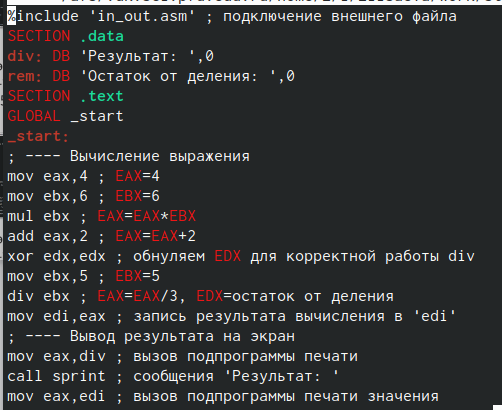 %include 'in_out.asm' ; подключение внешнего файла
SECTION .data
div: DB 'Результат: ',0
rem: DB 'Остаток от деления: ',0
SECTION .text
GLOBAL _start
_start:
; ---- Вычисление выражения
mov eax,4 ; EAX=4
mov ebx,6 ; EBX=6
mul ebx ; EAX=EAX*EBX
add eax,2 ; EAX=EAX+2
xor edx,edx ; обнуляем EDX для корректной работы div
mov ebx,5 ; EBX=5
div ebx ; EAX=EAX/3, EDX=остаток от деления
mov edi,eax ; запись результата вычисления в 'edi'
; ---- Вывод результата на экран
mov eax,div ; вызов подпрограммы печати
call sprint ; сообщения 'Результат: '
mov eax,edi ; вызов подпрограммы печати значения